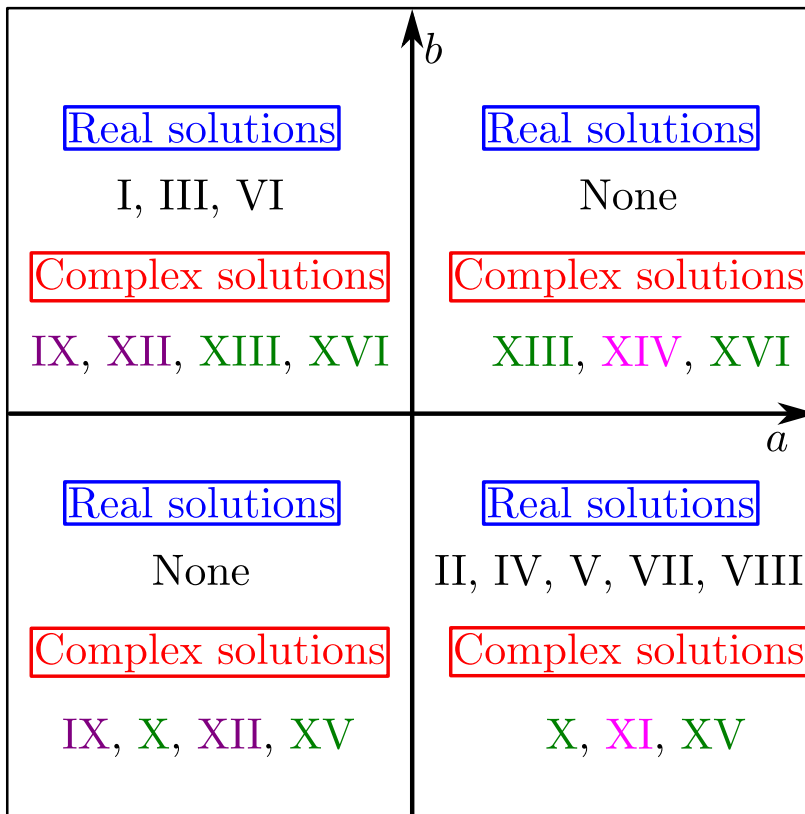 b
Real solutions
I, III, VI
Complex solutions
IX, XII, XIII, XVI
Real solutions
None
Complex solutions
XIII, XIV, XVI
a
Real solutions
None
Complex solutions
IX, X, XII, XV
Real solutions
II, IV, V, VII, VIII
Complex solutions
X, XI, XV